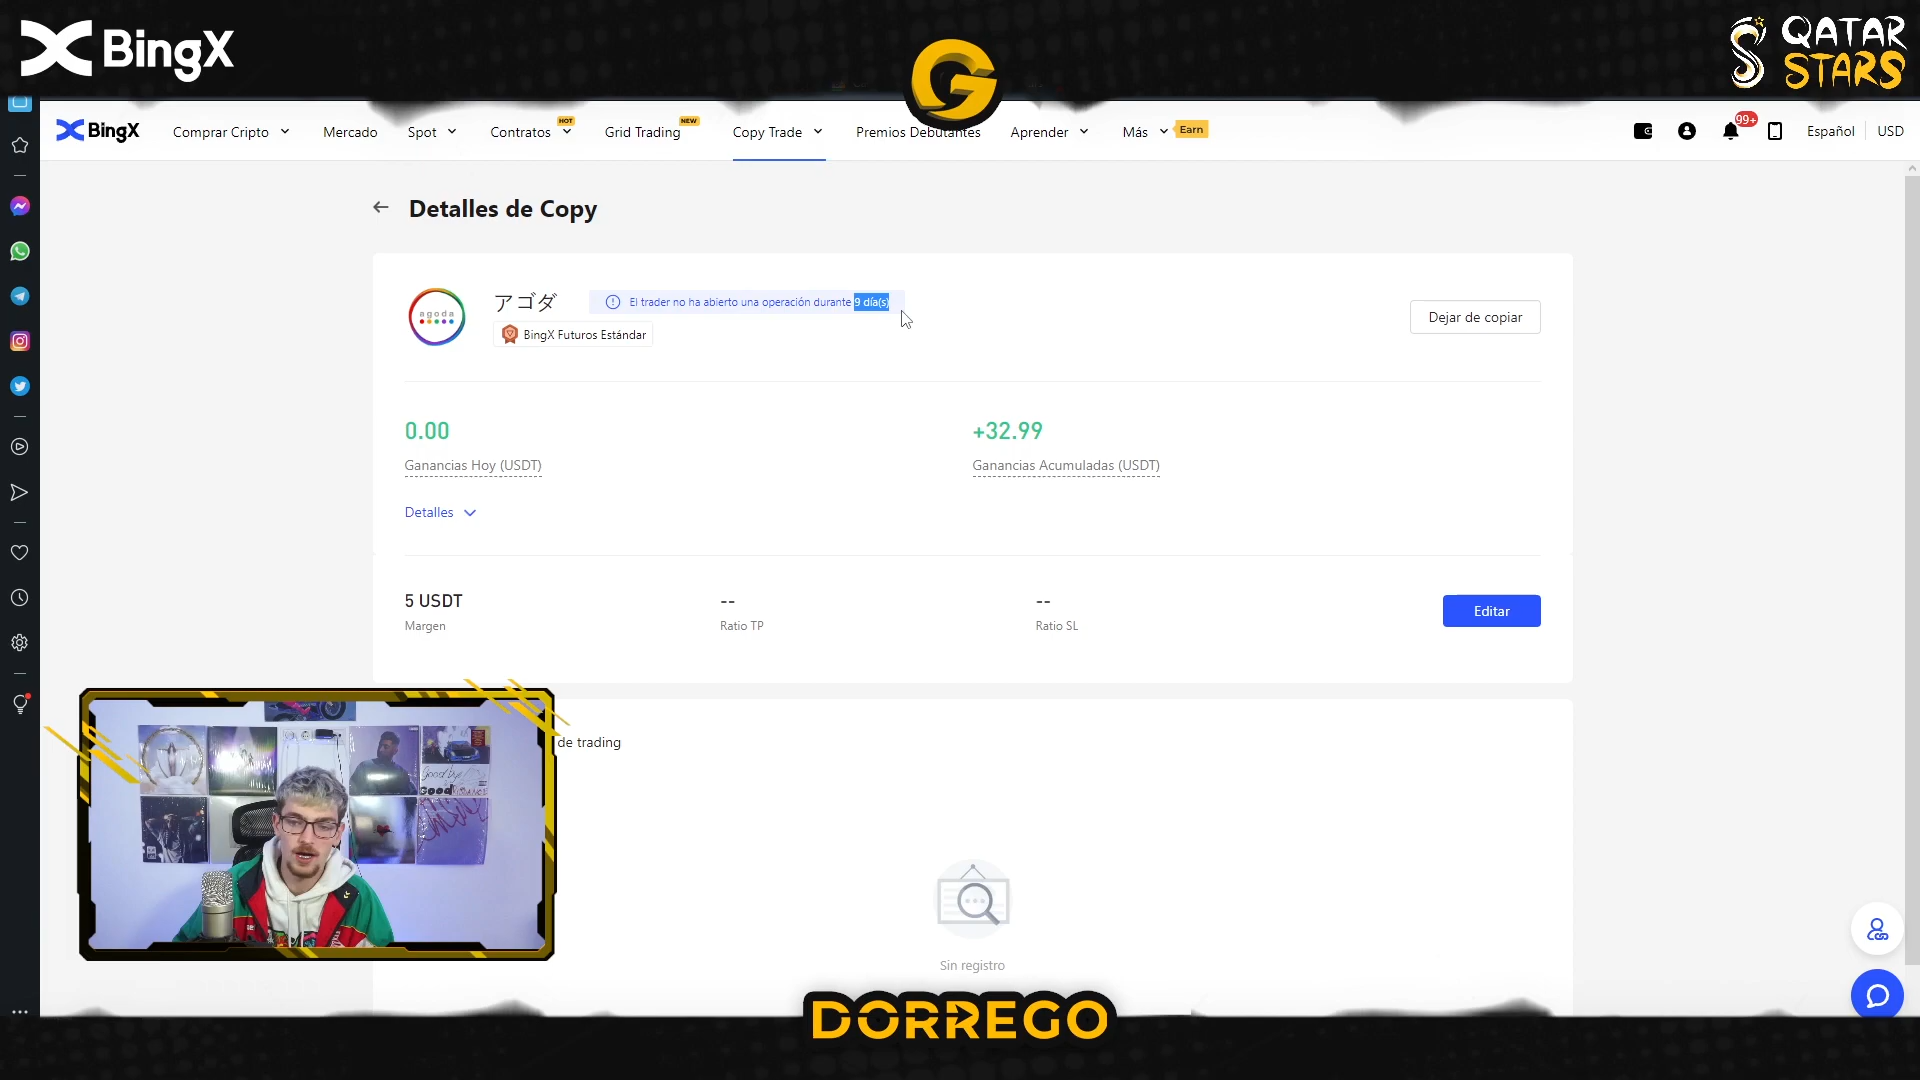 BingX
G
QATAR
STARS
BingX
Comprar Cripto
Mercado
Spot
Contratos
HOT
Grid Trading
NEW
Copy Trade
Premios Debutantes
Aprender
Más
Earn
99+
Español
USD
Detalles de Copy
agoda
アゴダ
El trader no ha abierto una operación durante 9 día(s)
BingX Futuros Estándar
Dejar de copiar
0.00
+32.99
Ganancias Hoy (USDT)
Ganancias Acumuladas (USDT)
Detalles
5 USDT
--
--
Margen
Ratio TP
Ratio SL
Editar
de trading
Sin registro
DORREGO